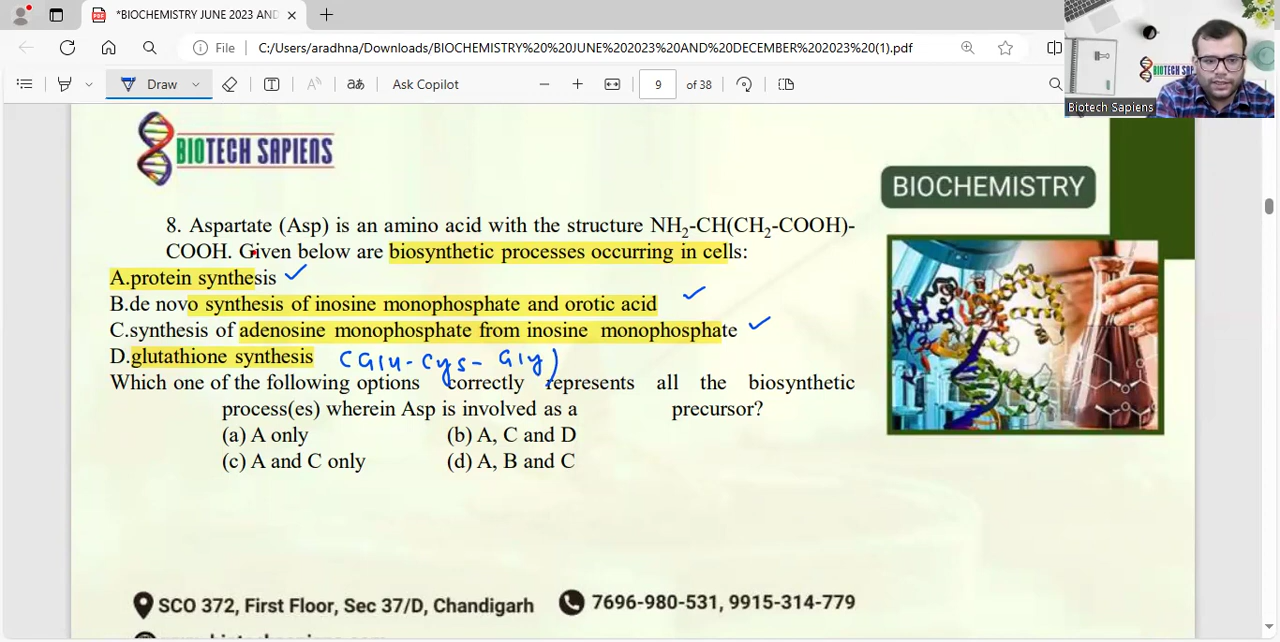 *BIOCHEMISTRY JUNE 2023 AND
File C:/Users/aradhna/Downloads/BIOCHEMISTRY%20%20JUNE%202023%20AND%20DECEMBER%202023%20(1).pdf
Draw aあ Ask Copilot 9 of 38
BIOTECH SAPIENS
Biotech Sapiens
BIOCHEMISTRY
8. Aspartate (Asp) is an amino acid with the structure NH₂-CH(CH₂-COOH)-
COOH. Given below are biosynthetic processes occurring in cells:
A.protein synthesis
B.de novo synthesis of inosine monophosphate and orotic acid
C.synthesis of adenosine monophosphate from inosine monophosphate
D.glutathione synthesis (Glu-Cys-Gly)
Which one of the following options correctly represents all the biosynthetic
process(es) wherein Asp is involved as a precursor?
(a) A only (b) A, C and D
(c) A and C only (d) A, B and C
SCO 372, First Floor, Sec 37/D, Chandigarh 7696-980-531, 9915-314-779